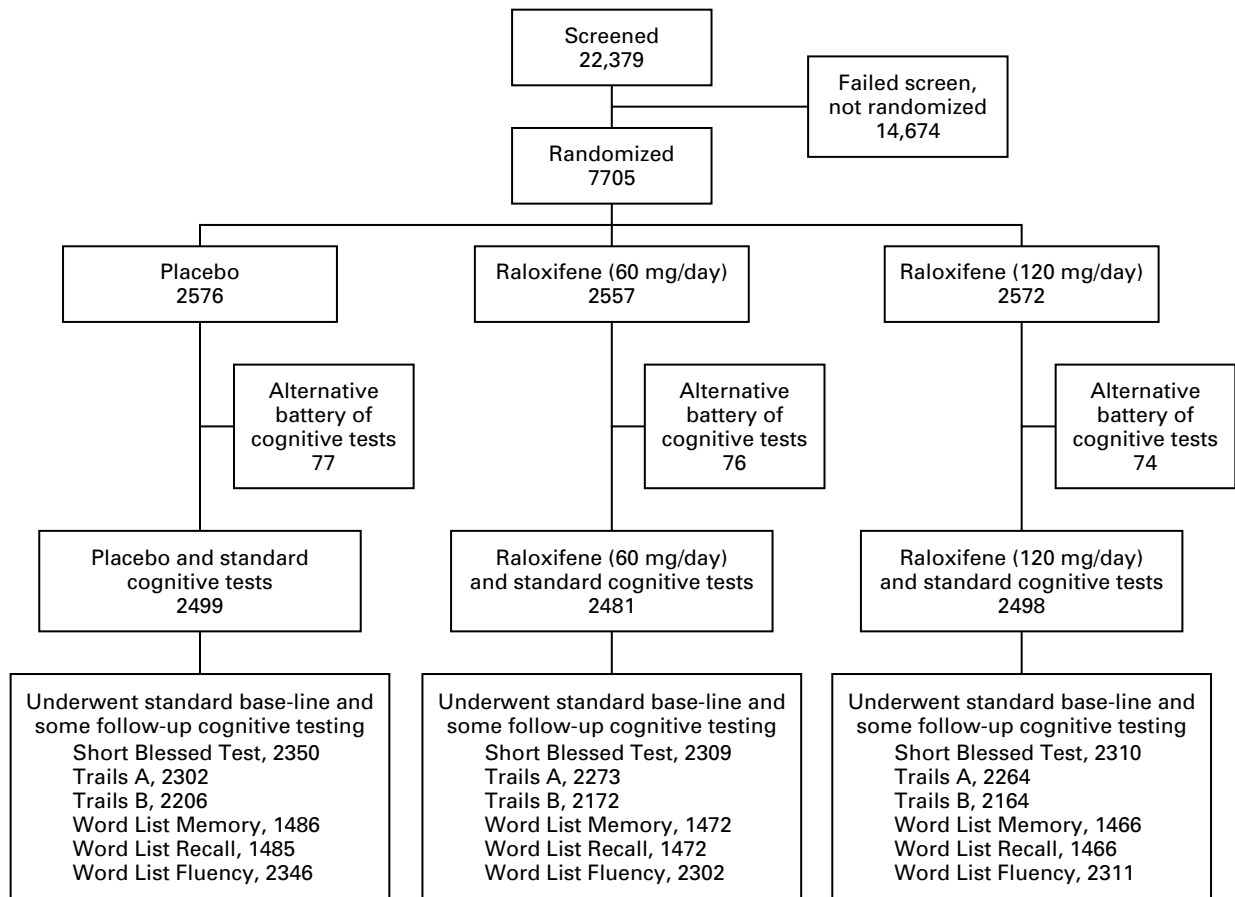 Screened
22,379
Failed screen,
not randomized
14,674
Randomized
7705
Placebo
2576
Raloxifene (60 mg/day)
2557
Raloxifene (120 mg/day)
2572
Alternative
battery of
cognitive tests
77
Alternative
battery of
cognitive tests
76
Alternative
battery of
cognitive tests
74
Placebo and standard
cognitive tests
2499
Raloxifene (60 mg/day)
and standard cognitive tests
2481
Raloxifene (120 mg/day)
and standard cognitive tests
2498
Underwent standard base-line and
some follow-up cognitive testing
Short Blessed Test, 2350
Trails A, 2302
Trails B, 2206
Word List Memory, 1486
Word List Recall, 1485
Word List Fluency, 2346
Underwent standard base-line and
some follow-up cognitive testing
Short Blessed Test, 2309
Trails A, 2273
Trails B, 2172
Word List Memory, 1472
Word List Recall, 1472
Word List Fluency, 2302
Underwent standard base-line and
some follow-up cognitive testing
Short Blessed Test, 2310
Trails A, 2264
Trails B, 2164
Word List Memory, 1466
Word List Recall, 1466
Word List Fluency, 2311